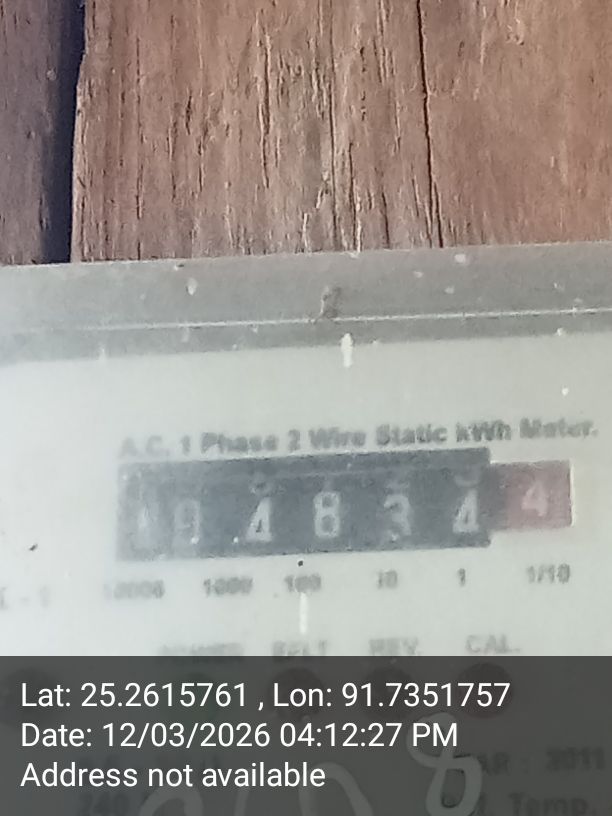 A.C. 1 Phase 2 Wire Static kWh Meter.
9 4 8 3 4 4
10000 1000 100 10 1 1/10
REV. CAL.
Lat: 25.2615761 , Lon: 91.7351757
Date: 12/03/2026 04:12:27 PM
Address not available